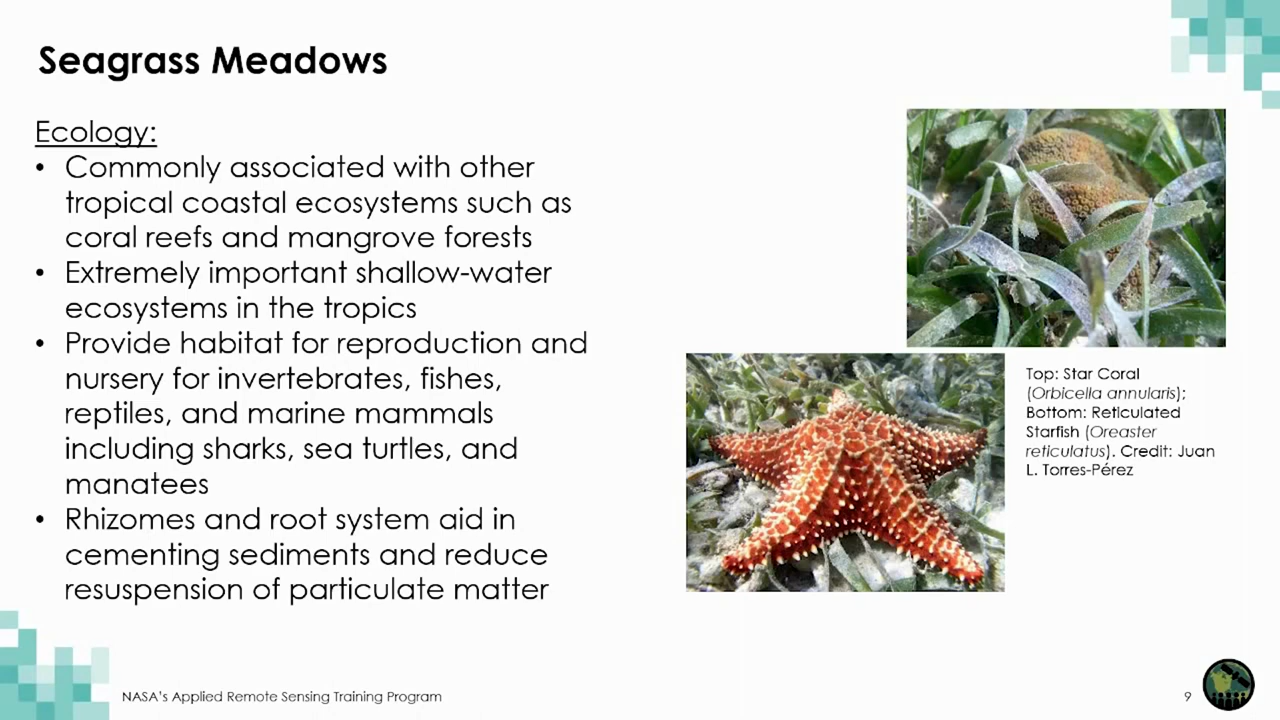 Seagrass Meadows
Ecology:
• Commonly associated with other
tropical coastal ecosystems such as
coral reefs and mangrove forests
• Extremely important shallow-water
ecosystems in the tropics
• Provide habitat for reproduction and
nursery for invertebrates, fishes,
reptiles, and marine mammals
including sharks, sea turtles, and
manatees
• Rhizomes and root system aid in
cementing sediments and reduce
resuspension of particulate matter
Top: Star Coral
(Orbicella annularis);
Bottom: Reticulated
Starfish (Oreaster
reticulatus). Credit: Juan
L. Torres-Pérez
NASA's Applied Remote Sensing Training Program
9